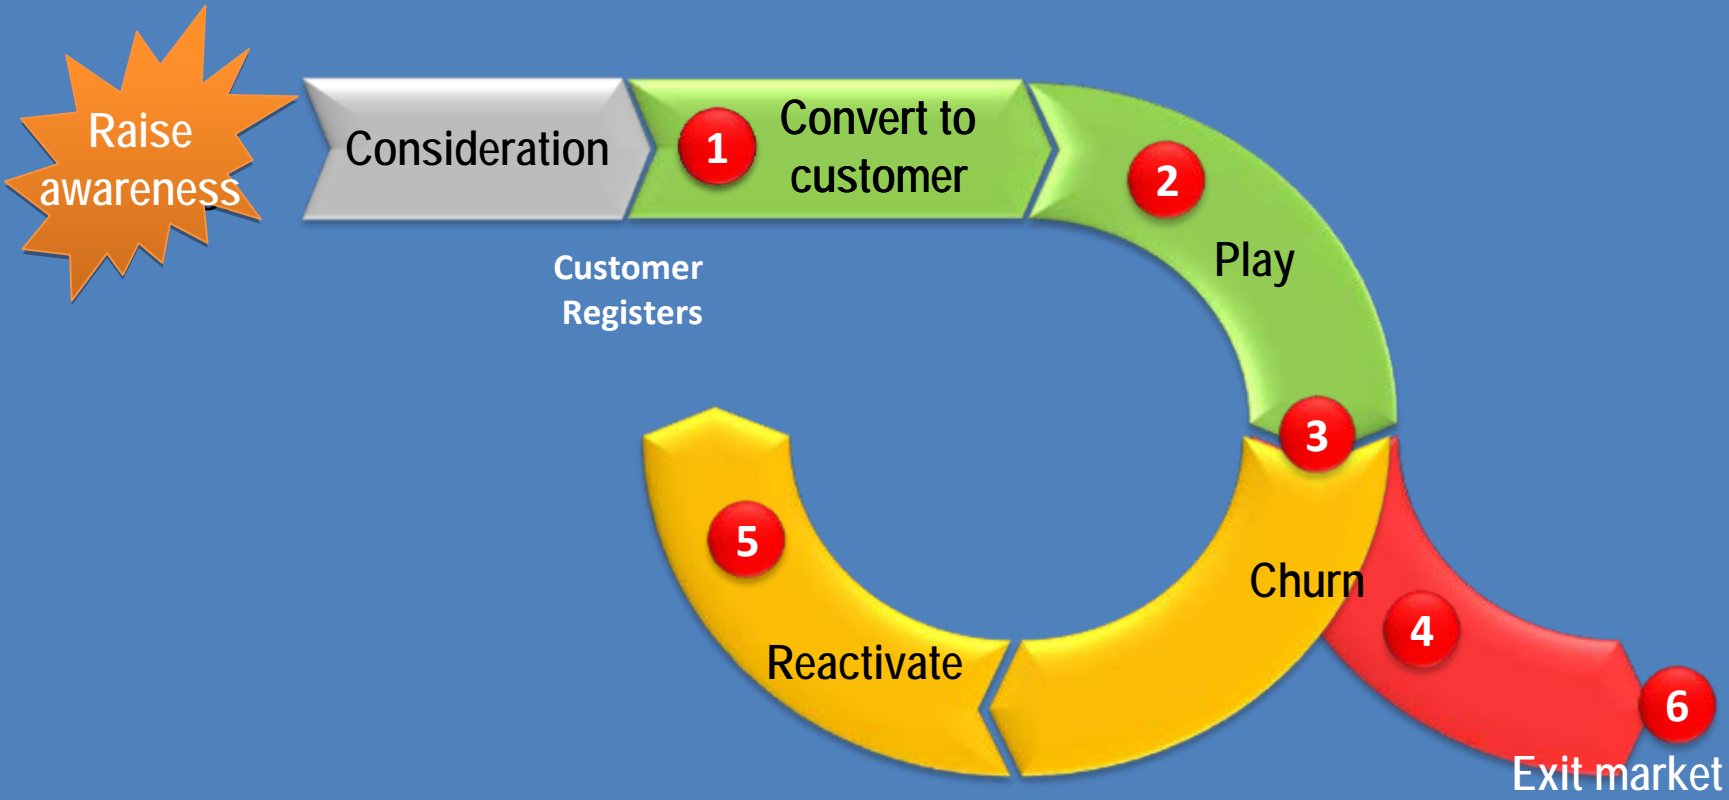 Raise
awareness
Consideration
1
Convert to
customer
2
Play
Customer
Registers
3
Churn
4
5
Reactivate
6
Exit market